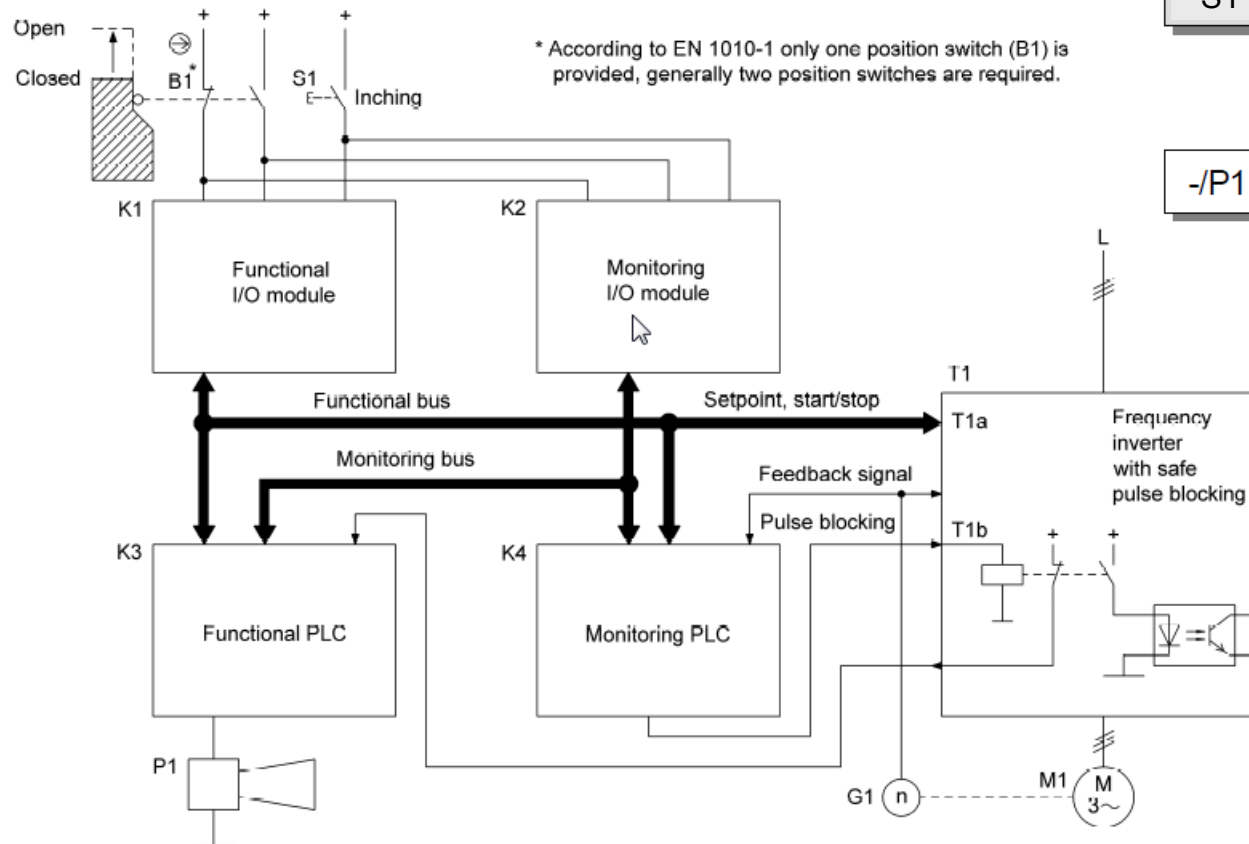 Open
Closed
+ + +
B1*
S1
Inching
* According to EN 1010-1 only one position switch (B1) is
provided, generally two position switches are required.
S1
-/P1
K1
Functional
I/O module
K2
Monitoring
I/O module
L
T1
Functional bus
Setpoint, start/stop
T1a
Frequency
inverter
with safe
pulse blocking
Monitoring bus
Feedback signal
Pulse blocking
T1b
+ +
K3
Functional PLC
K4
Monitoring PLC
P1
G1
n
M1
M
3~